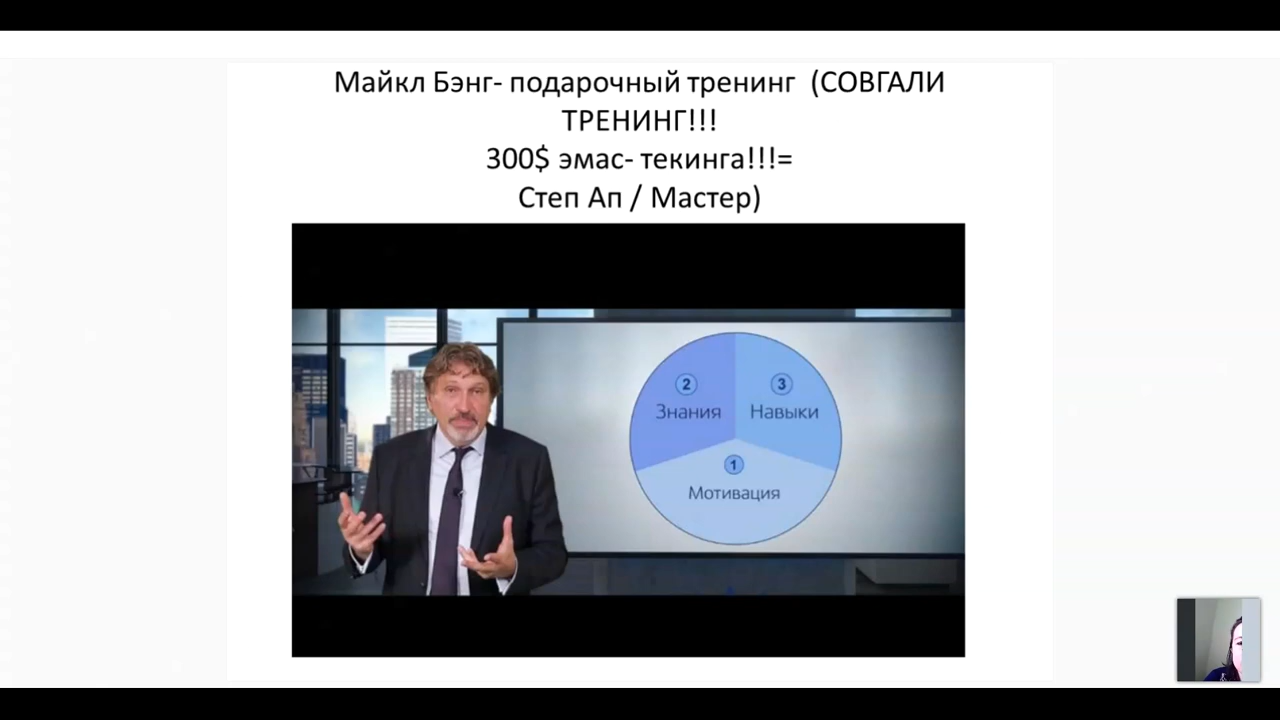 Майкл Бэнг- подарочный тренинг (СОВГАЛИ
ТРЕНИНГ!!!
300$ эмас- текинга!!!=
Степ Ап / Мастер)
2
Знания
3
Навыки
1
Мотивация